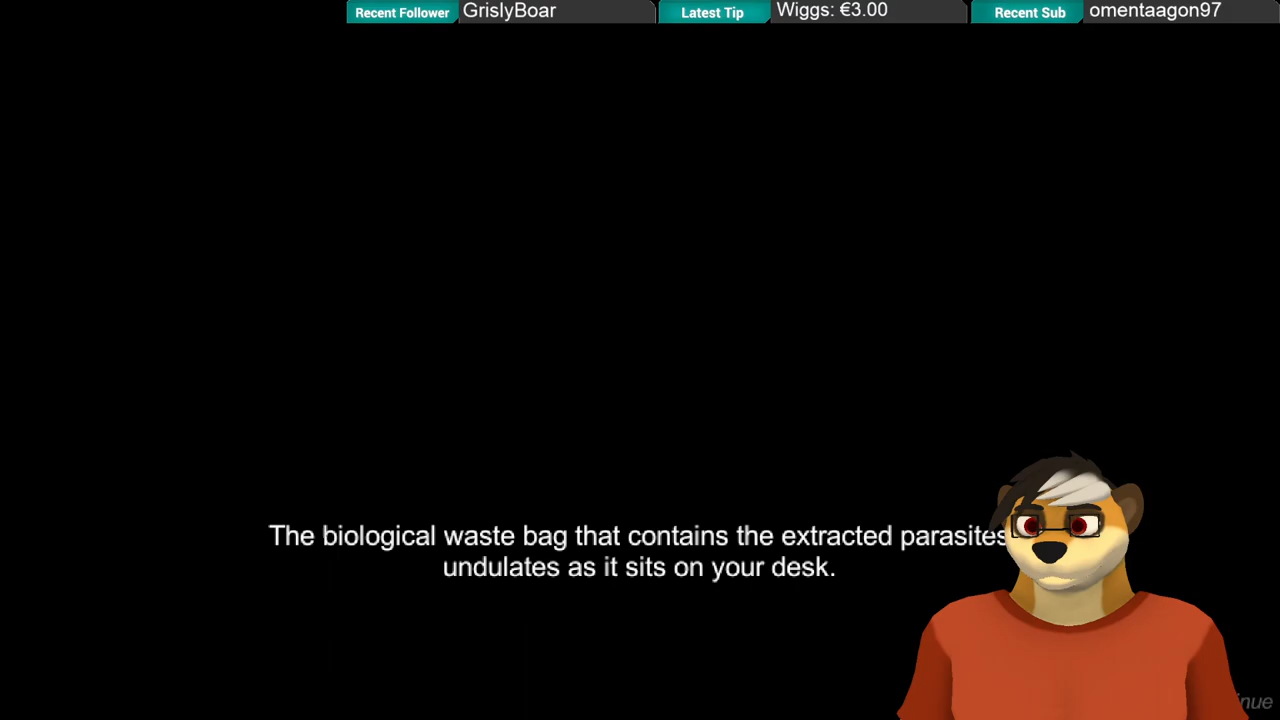 Recent Follower GrislyBoar Latest Tip Wiggs: €3.00 Recent Sub omentaagon97
The biological waste bag that contains the extracted parasites
undulates as it sits on your desk.
inue